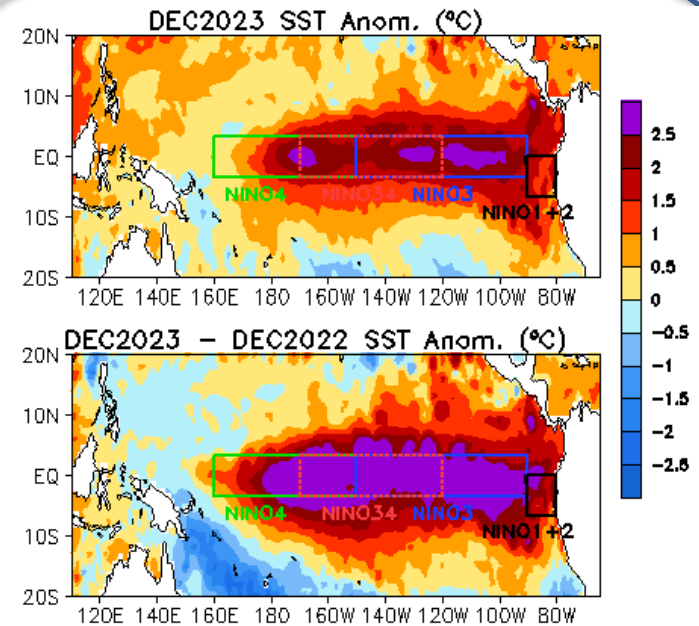 DEC2023 SST Anom. (°C)
20N
10N
EQ
10S
20S
NINO4
NINO34
NINO3
NINO1+2
120E 140E 160E 180 160W 140W 120W 100W 80W
DEC2023 – DEC2022 SST Anom. (°C)
20N
10N
EQ
10S
20S
NINO4
NINO34
NINO3
NINO1+2
120E 140E 160E 180 160W 140W 120W 100W 80W
2.5
2
1.5
1
0.5
0
−0.5
−1
−1.5
−2
−2.5